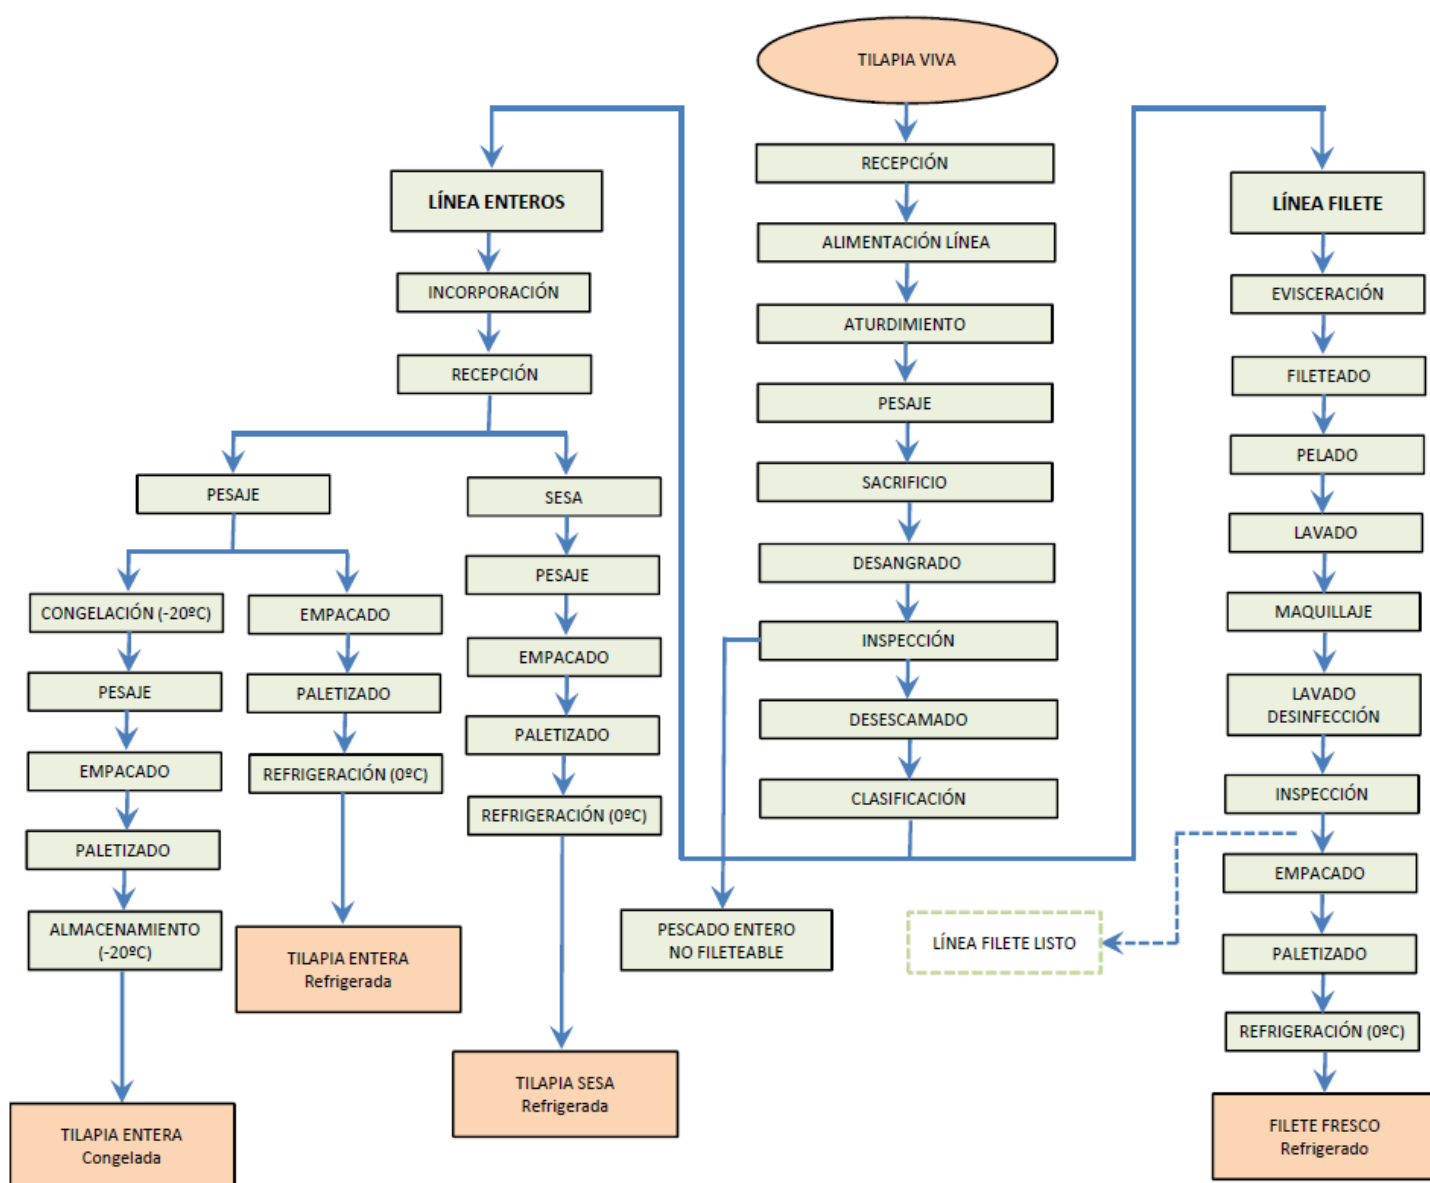 TILAPIA VIVA
RECEPCIÓN
ALIMENTACIÓN LÍNEA
ATURDIMIENTO
PESAJE
SACRIFICIO
DESANGRADO
INSPECCIÓN
DESESCAMADO
CLASIFICACIÓN
PESCADO ENTERO
NO FILETEABLE
LÍNEA ENTEROS
INCORPORACIÓN
RECEPCIÓN
PESAJE
CONGELACIÓN (-20ºC)
PESAJE
EMPACADO
PALETIZADO
ALMACENAMIENTO
(-20ºC)
TILAPIA ENTERA
Congelada
EMPACADO
PALETIZADO
REFRIGERACIÓN (0ºC)
TILAPIA ENTERA
Refrigerada
SESA
PESAJE
EMPACADO
PALETIZADO
REFRIGERACIÓN (0ºC)
TILAPIA SESA
Refrigerada
LÍNEA FILETE
EVISCERACIÓN
FILETEADO
PELADO
LAVADO
MAQUILLAJE
LAVADO
DESINFECCIÓN
INSPECCIÓN
LÍNEA FILETE LISTO
EMPACADO
PALETIZADO
REFRIGERACIÓN (0ºC)
FILETE FRESCO
Refrigerado